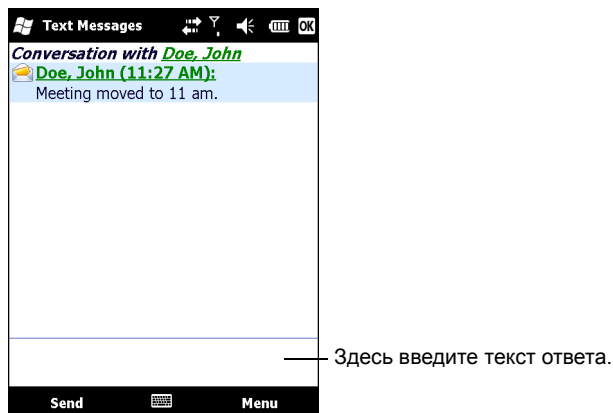 Text Messages OK
Conversation with Doe, John
Doe, John (11:27 AM):
Meeting moved to 11 am.
Здесь введите текст ответа.
Send Menu